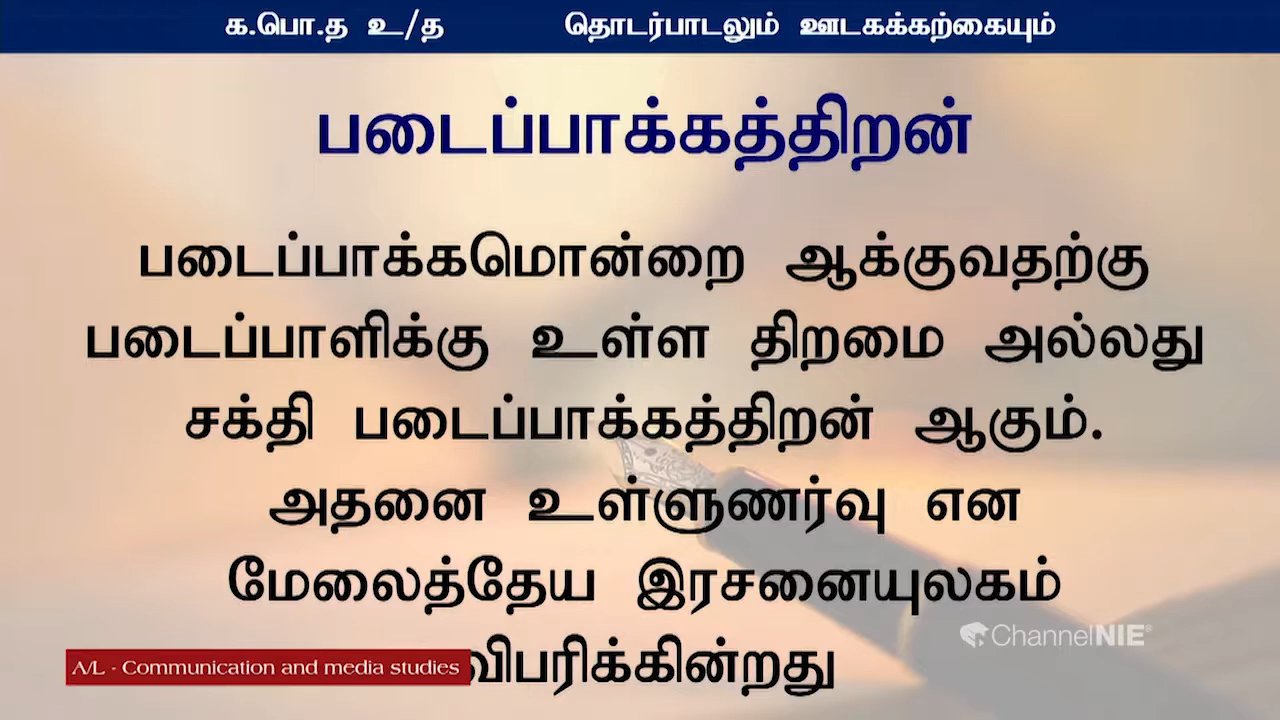 க.பொ.த உ/த தொடர்பாடலும் ஊடகக்கற்கையும்
படைப்பாக்கத்திறன்
படைப்பாக்கமொன்றை ஆக்குவதற்கு
படைப்பாளிக்கு உள்ள திறமை அல்லது
சக்தி படைப்பாக்கத்திறன் ஆகும்.
அதனை உள்ளுணர்வு என
மேலைத்தேய இரசனையுலகம்
விபரிக்கின்றது
ChannelNIE
A/L - Communication and media studies